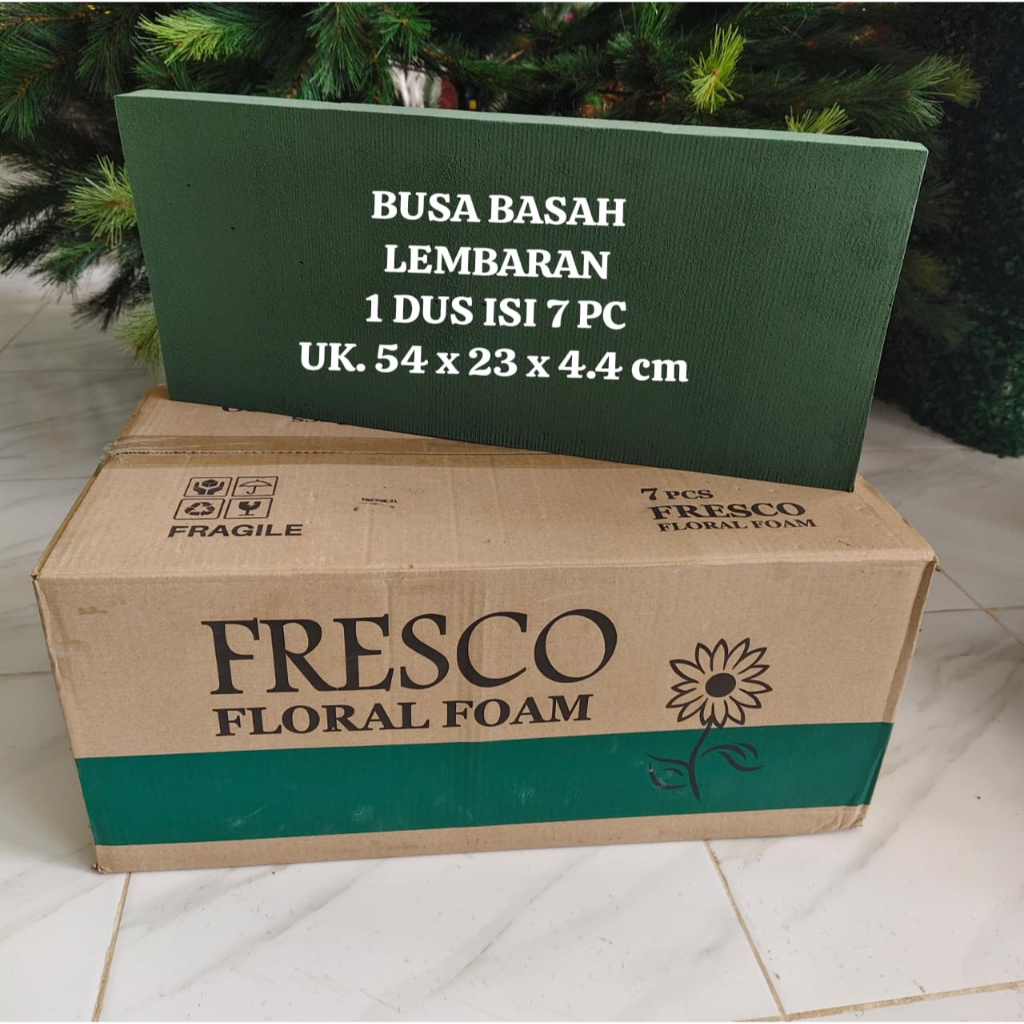 BUSA BASAH
LEMBARAN
1 DUS ISI 7 PC
UK. 54 x 23 x 4.4 cm
FRAGILE
7 PCS
FRESCO
FLORAL FOAM
FRESCO
FLORAL FOAM